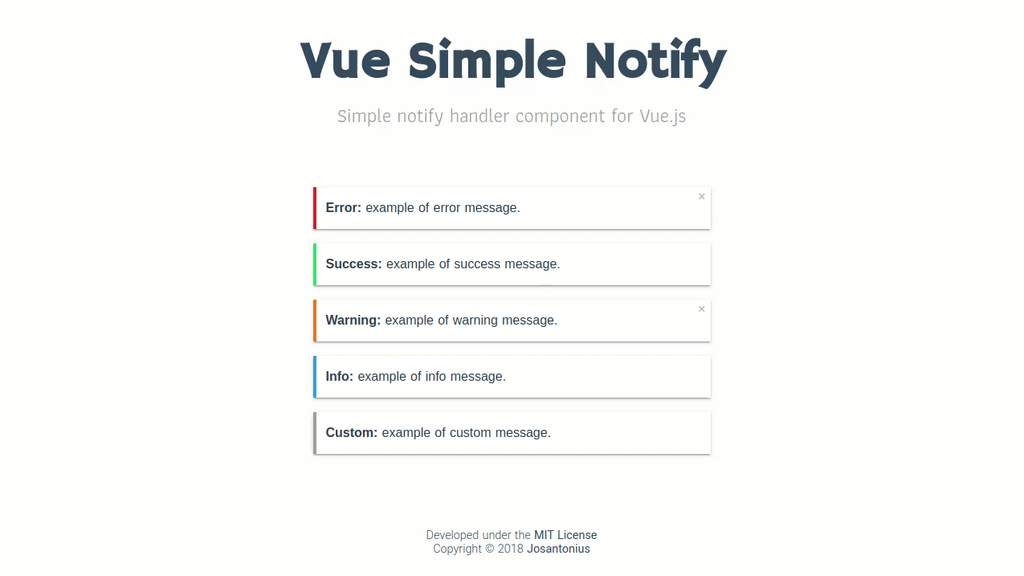 Vue Simple Notify
Simple notify handler component for Vue.js
×
Error: example of error message.
Success: example of success message.
×
Warning: example of warning message.
Info: example of info message.
Custom: example of custom message.
Developed under the MIT License
Copyright © 2018 Josantonius